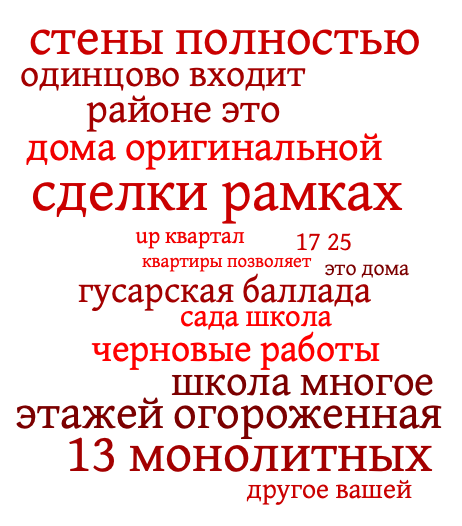 стены полностью
одинцово входит
районе это
дома оригинальной
сделки рамках
up квартал
17 25
квартиры позволяет
это дома
гусарская баллада
сада школа
черновые работы
школа многое
этажей огороженная
13 монолитных
другое вашей